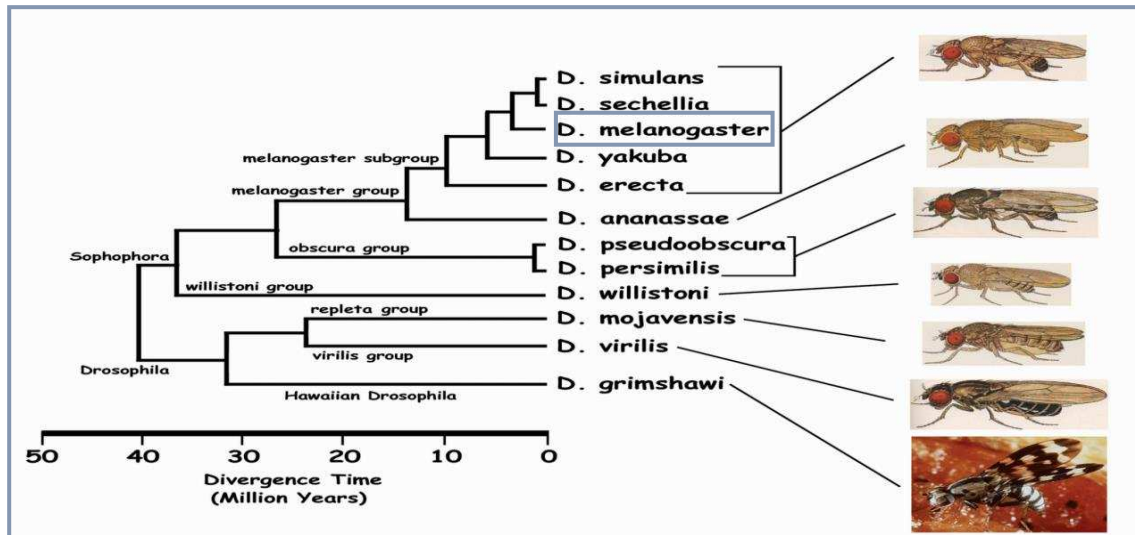 D. simulans
D. sechellia
D. melanogaster
melanogaster subgroup
D. yakuba
melanogaster group
D. erecta
D. ananassae
Sophophora
obscura group
D. pseudoobscura
D. persimilis
willistoni group
D. willistoni
repleta group
D. mojavensis
virilis group
D. virilis
Drosophila
D. grimshawi
Hawaiian Drosophila
50 40 30 20 10 0
Divergence Time
(Million Years)